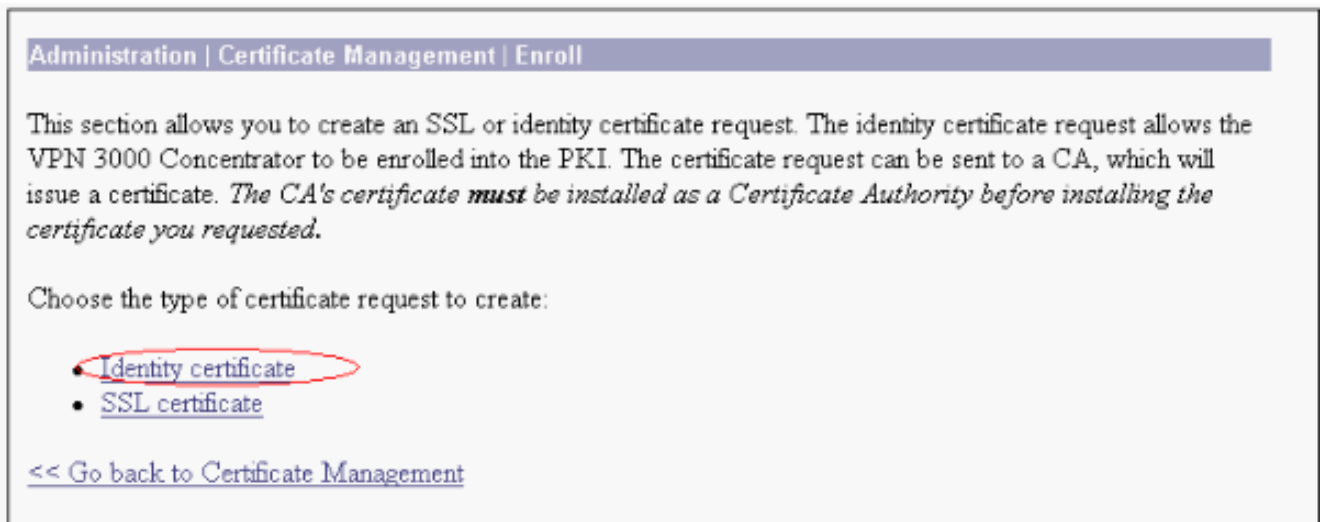 Administration | Certificate Management | Enroll
This section allows you to create an SSL or identity certificate request. The identity certificate request allows the
VPN 3000 Concentrator to be enrolled into the PKI. The certificate request can be sent to a CA, which will
issue a certificate. The CA's certificate must be installed as a Certificate Authority before installing the
certificate you requested.
Choose the type of certificate request to create:
• Identity certificate
• SSL certificate
<< Go back to Certificate Management